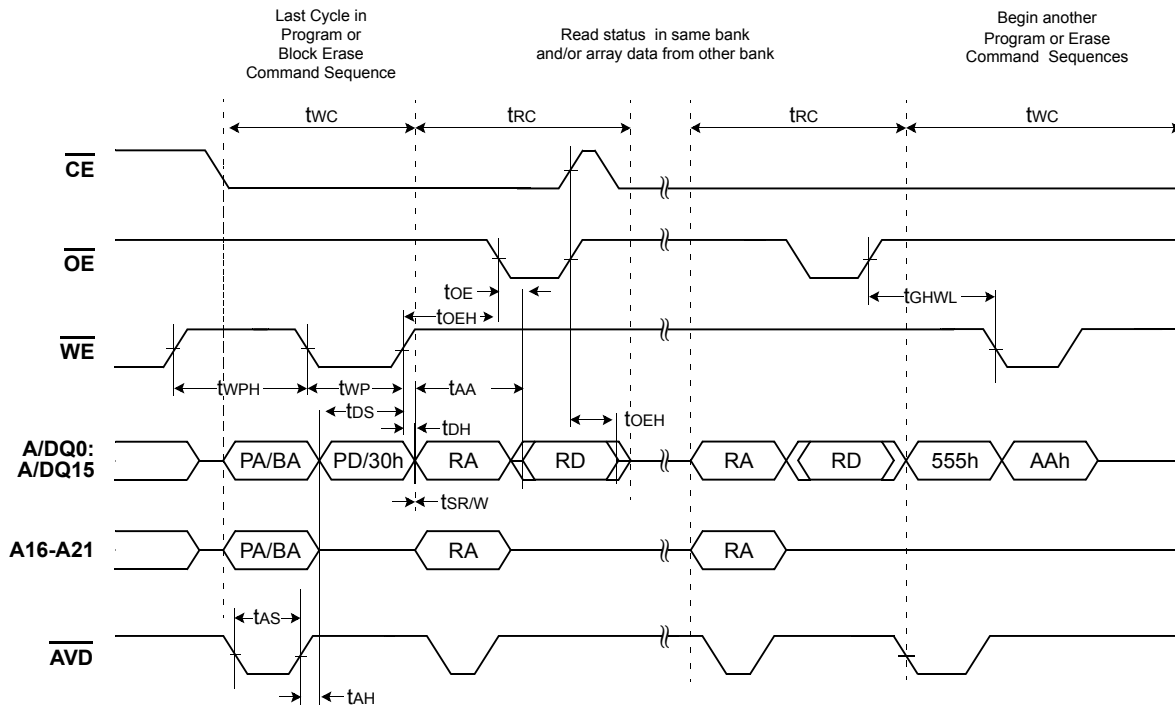 Last Cycle in
Program or
Block Erase
Command Sequence
Read status in same bank
and/or array data from other bank
Begin another
Program or Erase
Command Sequences
tWC
tRC
tRC
tWC
CE
OE
tOE
tOEH
tGHWL
WE
tWPH
tWP
tAA
tDS
tDH
tOEH
A/DQ0:
A/DQ15
PA/BA
PD/30h
RA
RD
RA
RD
555h
AAh
tSR/W
A16-A21
PA/BA
RA
RA
tAS
AVD
tAH